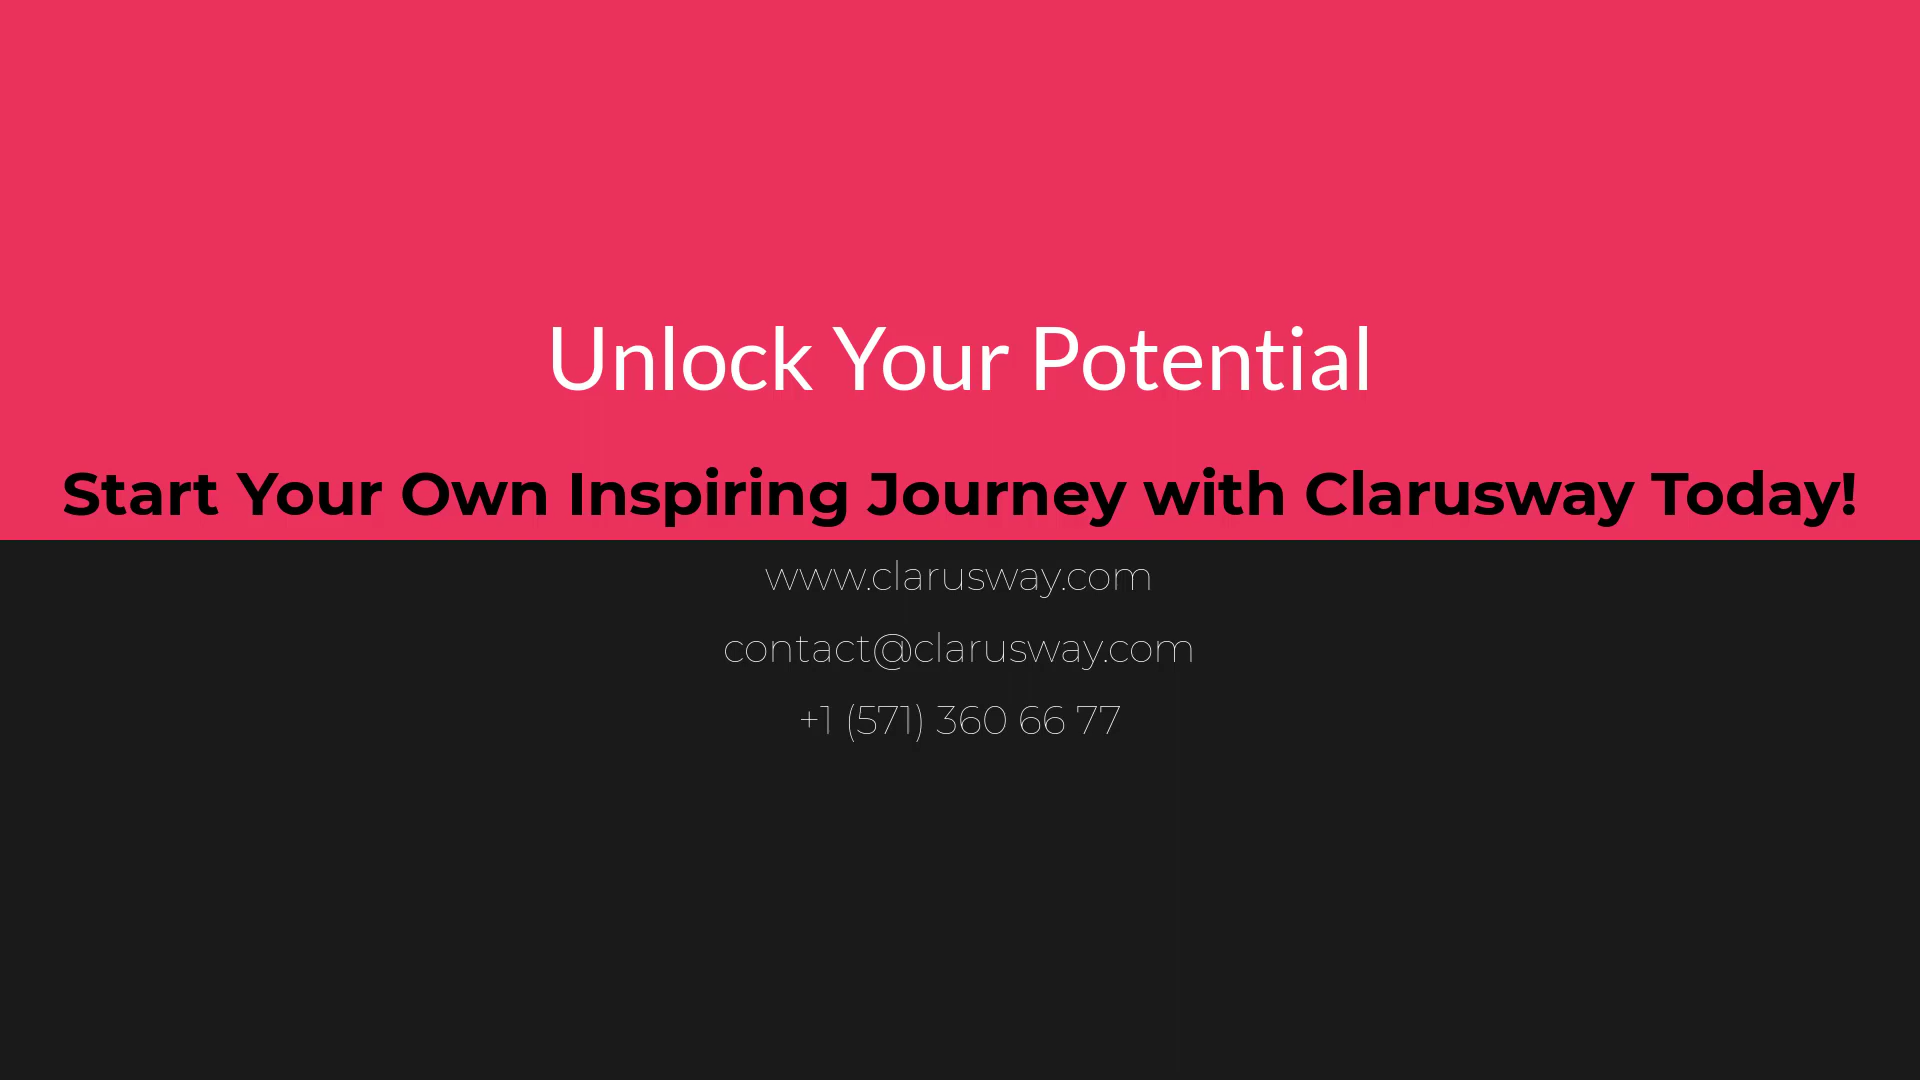 Unlock Your Potential
Start Your Own Inspiring Journey with Clarusway Today!
www.clarusway.com
contact@clarusway.com
+1 (571) 360 66 77